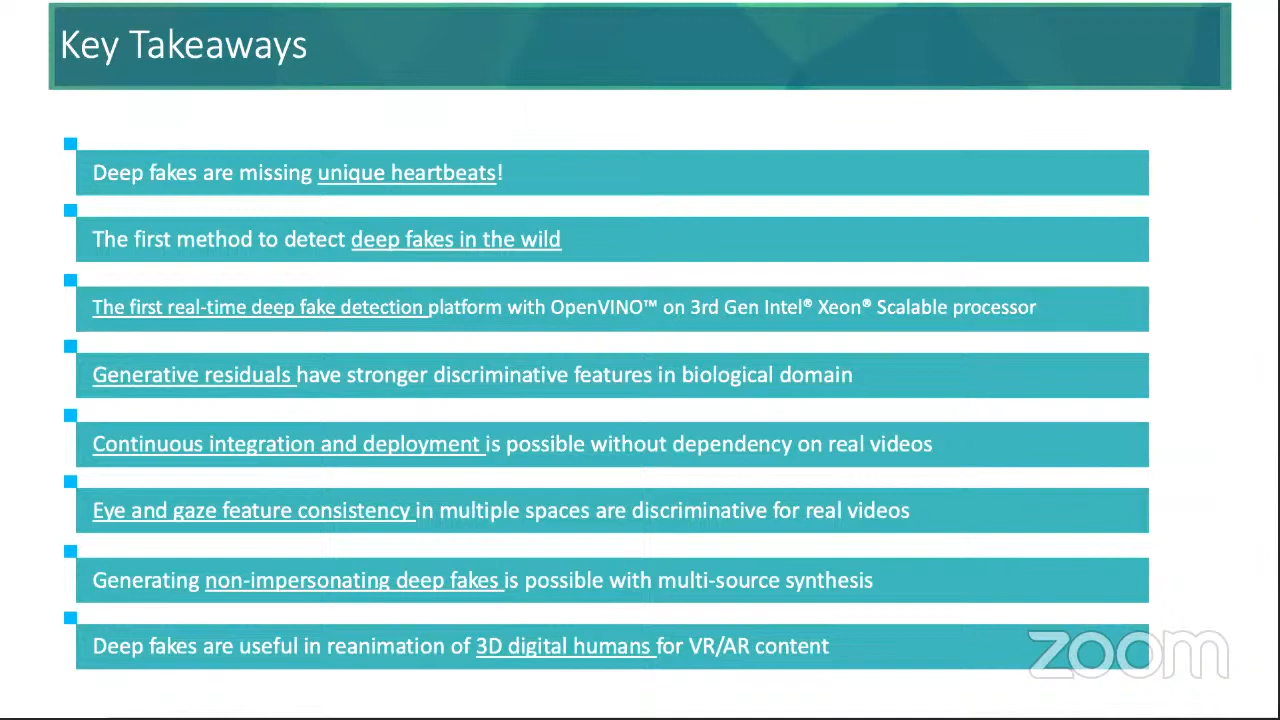 Key Takeaways
Deep fakes are missing unique heartbeats!
The first method to detect deep fakes in the wild
The first real-time deep fake detection platform with OpenVINO™ on 3rd Gen Intel® Xeon® Scalable processor
Generative residuals have stronger discriminative features in biological domain
Continuous integration and deployment is possible without dependency on real videos
Eye and gaze feature consistency in multiple spaces are discriminative for real videos
Generating non-impersonating deep fakes is possible with multi-source synthesis
Deep fakes are useful in reanimation of 3D digital humans for VR/AR content
zoom